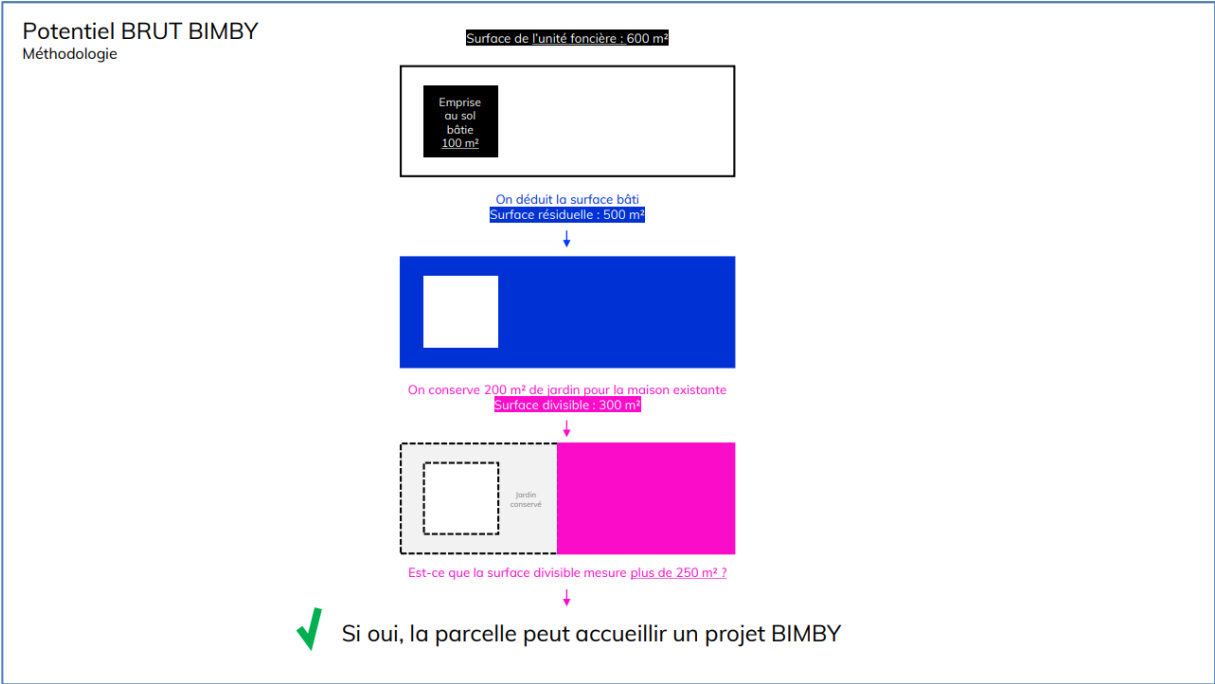 Potentiel BRUT BIMBY
Méthodologie
Surface de l'unité foncière : 600 m²
Emprise
au sol
bâtie
100 m²
On déduit la surface bâti
Surface résiduelle : 500 m²
On conserve 200 m² de jardin pour la maison existante
Surface divisible : 300 m²
Jardin
conservé
Est-ce que la surface divisible mesure plus de 250 m² ?
Si oui, la parcelle peut accueillir un projet BIMBY